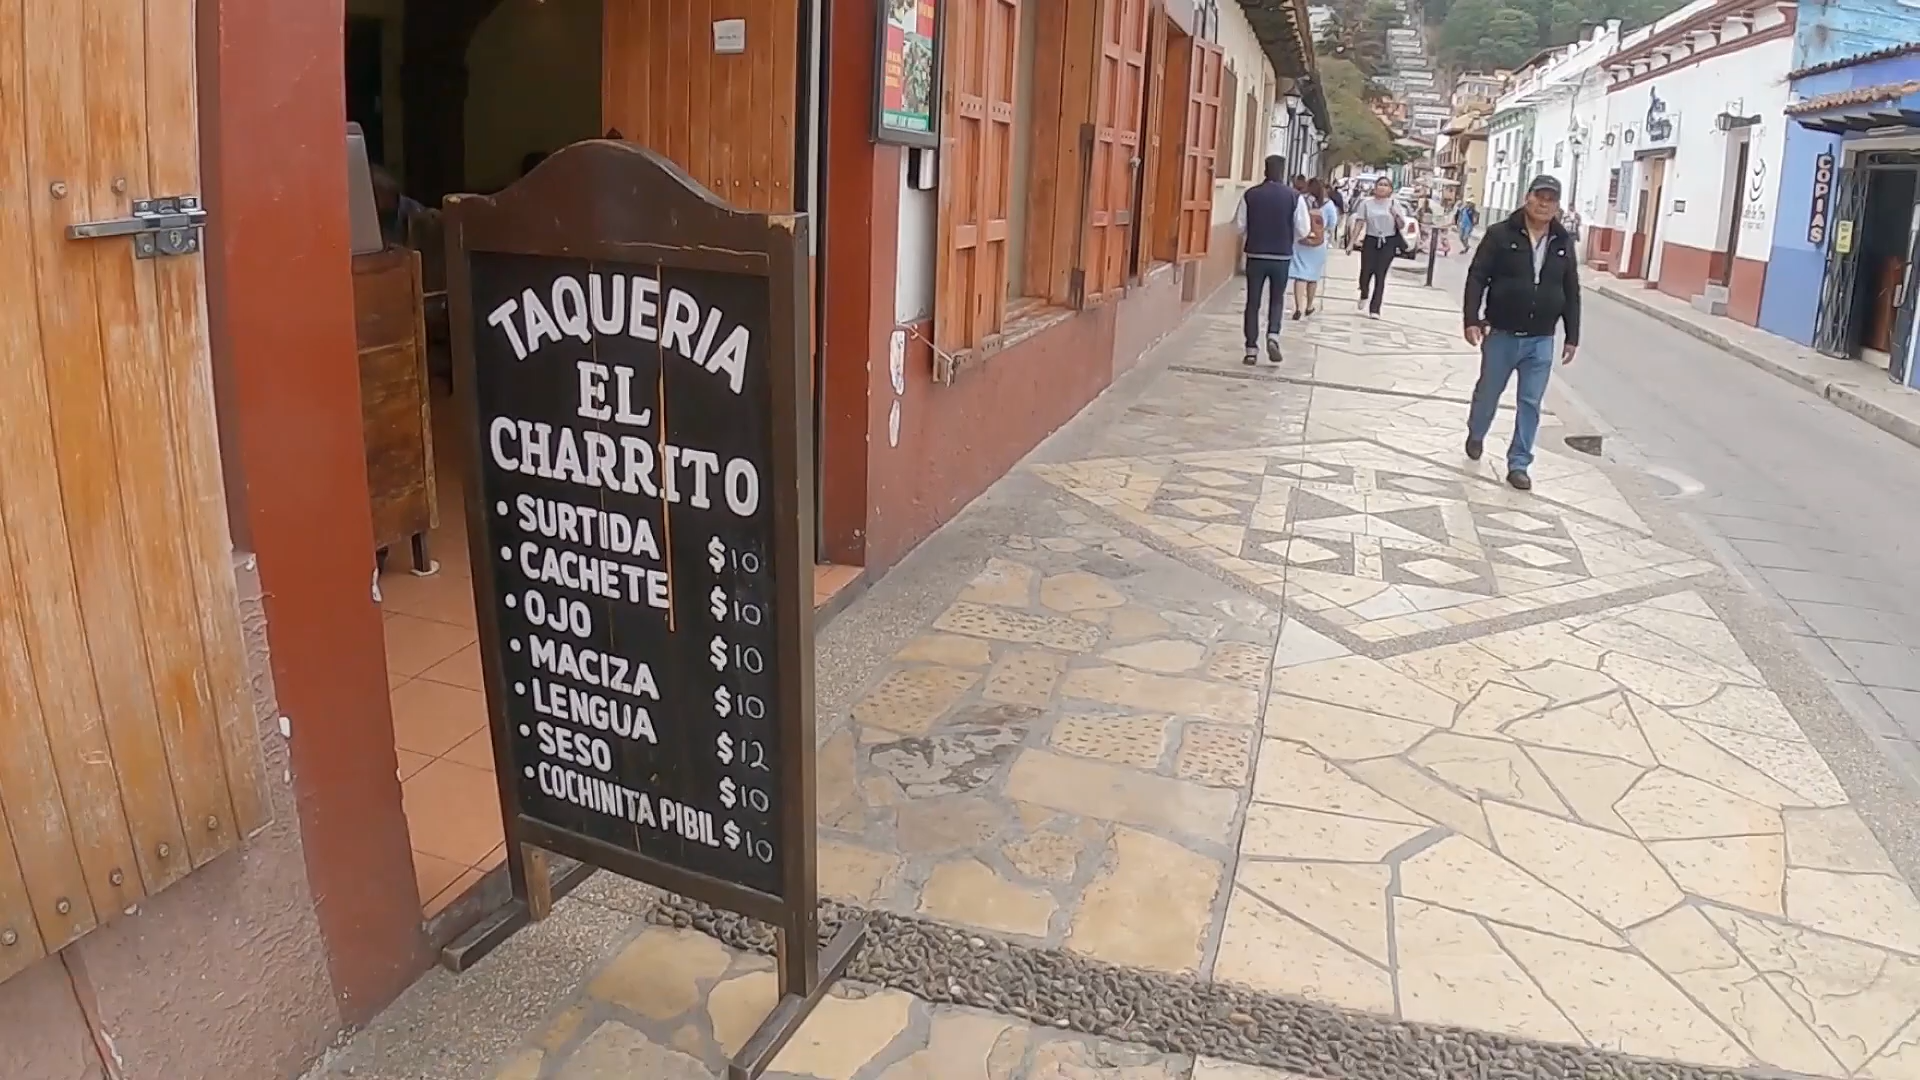 TAQUERIA
EL
CHARRITO
• SURTIDA $10
• CACHETE $10
• OJO $10
• MACIZA $10
• LENGUA $12
• SESO $10
• COCHINITA PIBIL $10
COPIAS